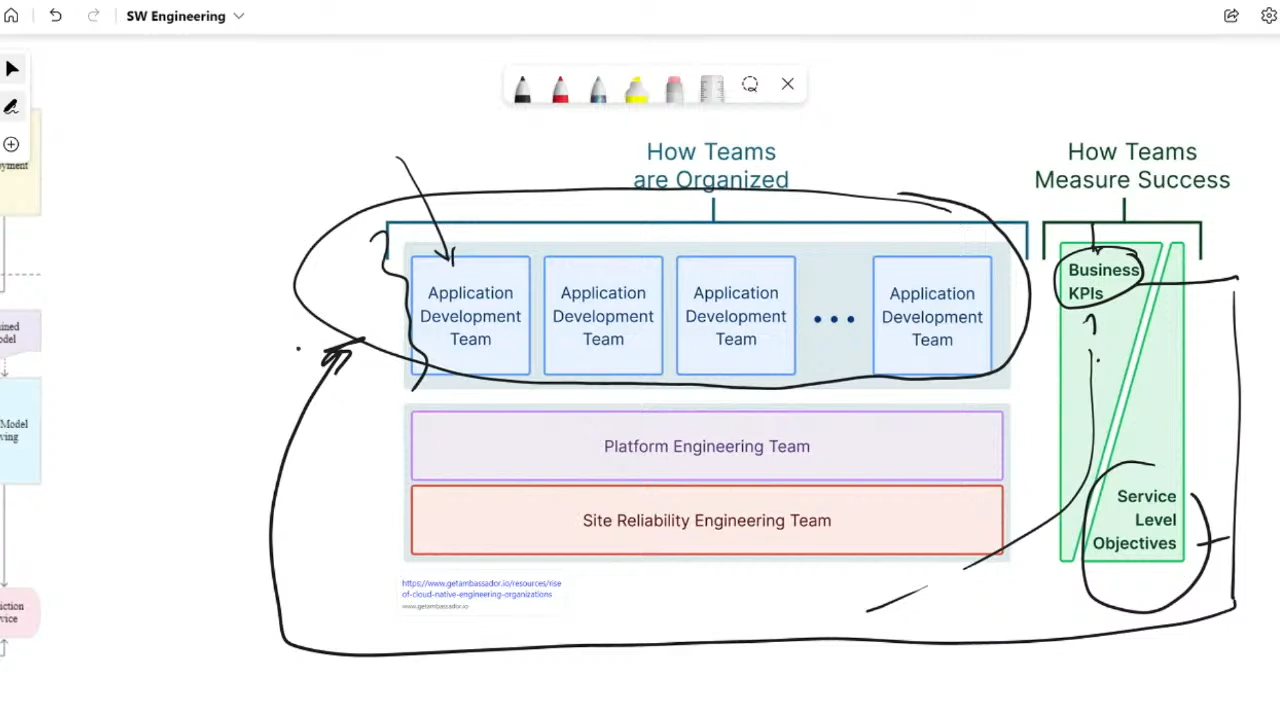 SW Engineering
How Teams
are Organized
How Teams
Measure Success
Application
Development
Team
Application
Development
Team
Application
Development
Team
Application
Development
Team
Business
KPIs
Platform Engineering Team
Site Reliability Engineering Team
Service
Level
Objectives
https://www.getambassador.io/resources/rise
of-cloud-native-engineering-organizations
www.getambassador.io
Model